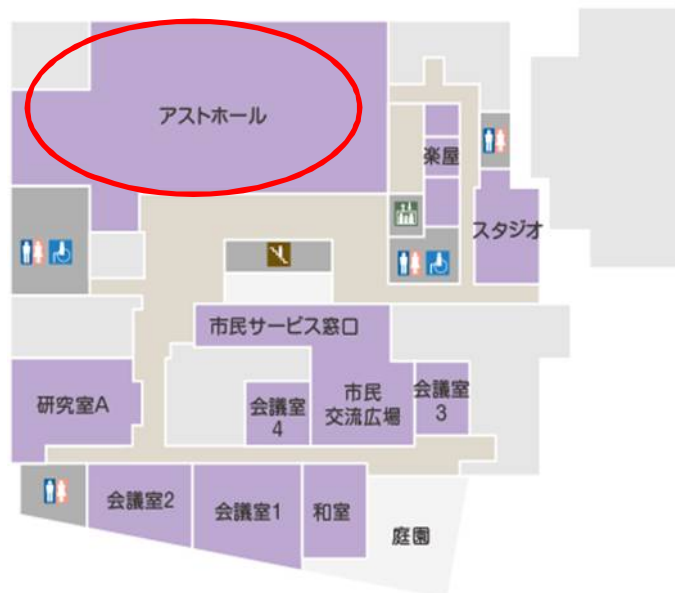 アストホール
楽屋
スタジオ
市民サービス窓口
研究室A
会議室
4
市民
交流広場
会議室
3
会議室2
会議室1
和室
庭園